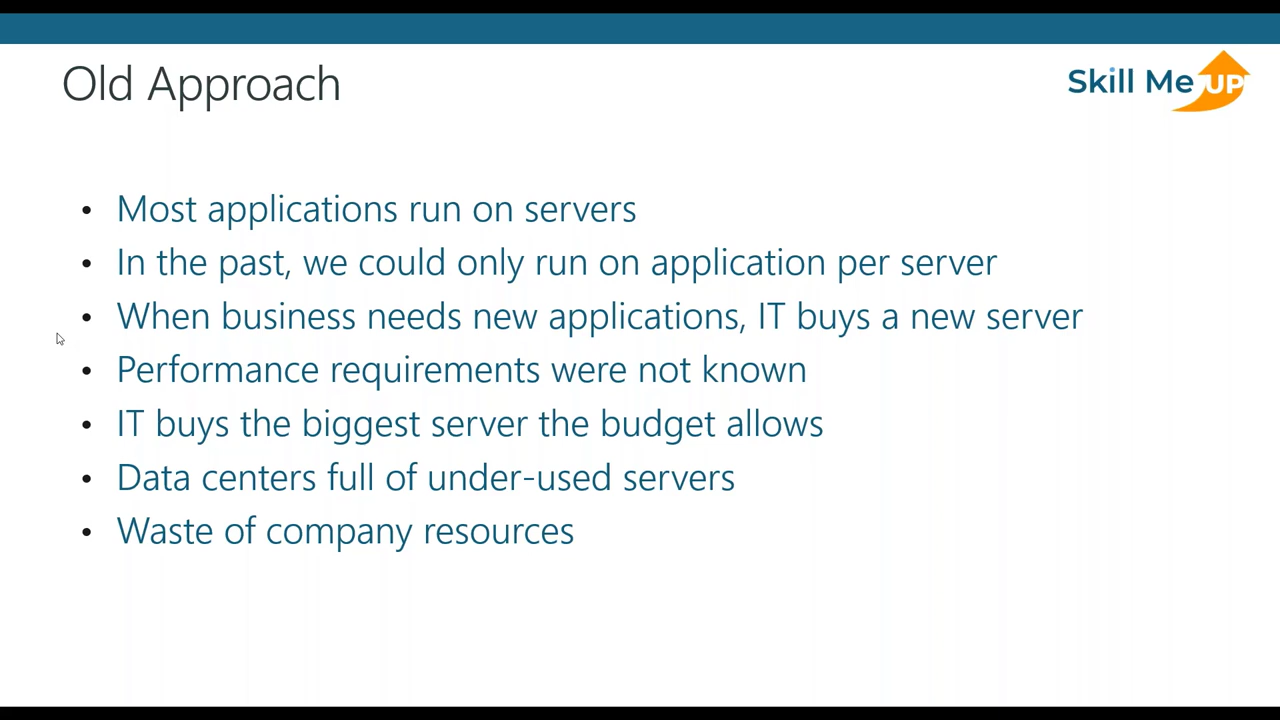 Old Approach
Skill Me UP
• Most applications run on servers
• In the past, we could only run on application per server
• When business needs new applications, IT buys a new server
• Performance requirements were not known
• IT buys the biggest server the budget allows
• Data centers full of under-used servers
• Waste of company resources